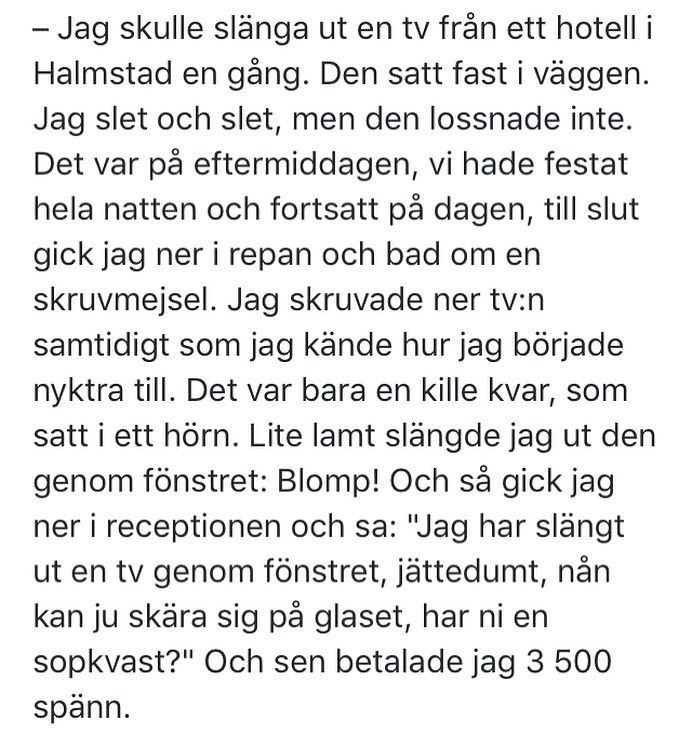 – Jag skulle slänga ut en tv från ett hotell i
Halmstad en gång. Den satt fast i väggen.
Jag slet och slet, men den lossnade inte.
Det var på eftermiddagen, vi hade festat
hela natten och fortsatt på dagen, till slut
gick jag ner i repan och bad om en
skruvmejsel. Jag skruvade ner tv:n
samtidigt som jag kände hur jag började
nyktra till. Det var bara en kille kvar, som
satt i ett hörn. Lite lamt slängde jag ut den
genom fönstret: Blomp! Och så gick jag
ner i receptionen och sa: "Jag har slängt
ut en tv genom fönstret, jättedumt, nån
kan ju skära sig på glaset, har ni en
sopkvast?" Och sen betalade jag 3 500
spänn.